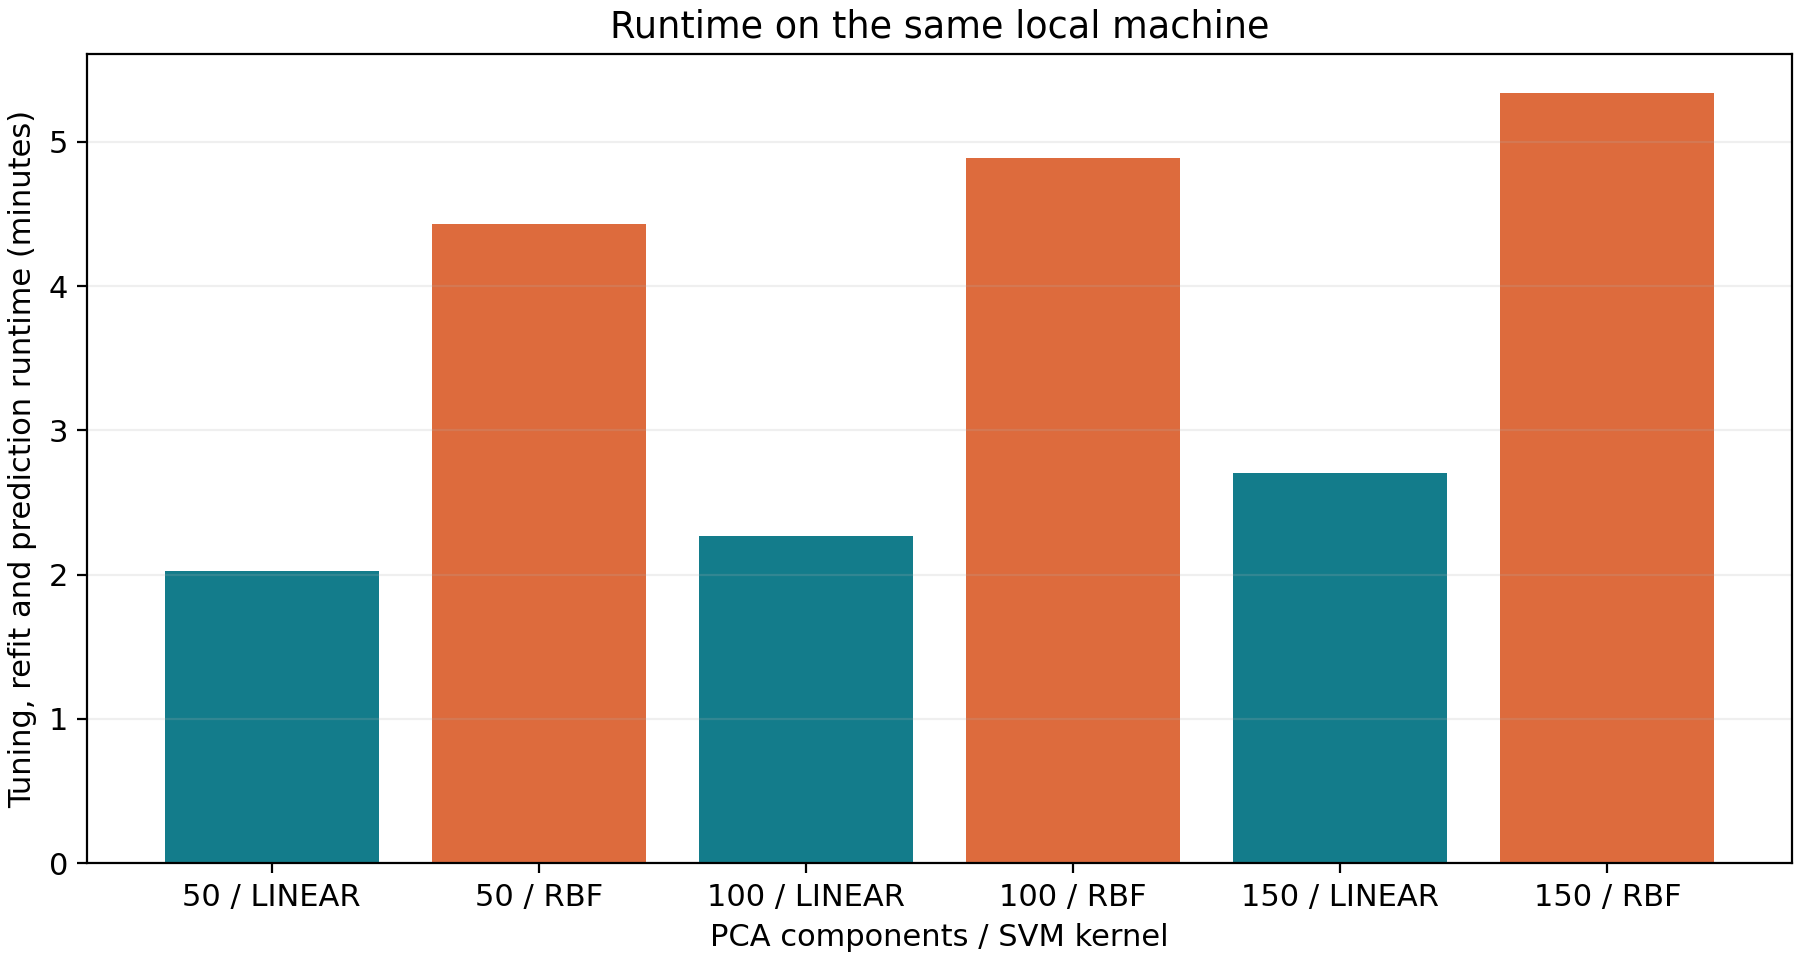 Runtime on the same local machine
Tuning, refit and prediction runtime (minutes)
5
4
3
2
1
0
50 / LINEAR
50 / RBF
100 / LINEAR
100 / RBF
150 / LINEAR
150 / RBF
PCA components / SVM kernel